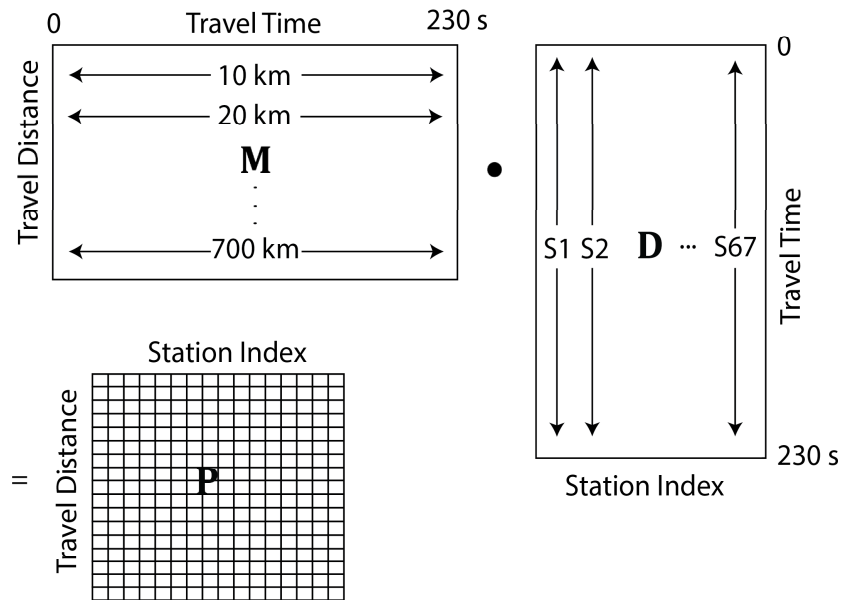 0 Travel Time 230 s
Travel Distance
10 km
20 km
M
700 km
•
0
S1 S2 D ... S67
Travel Time
230 s
Station Index
=
Station Index
Travel Distance
P